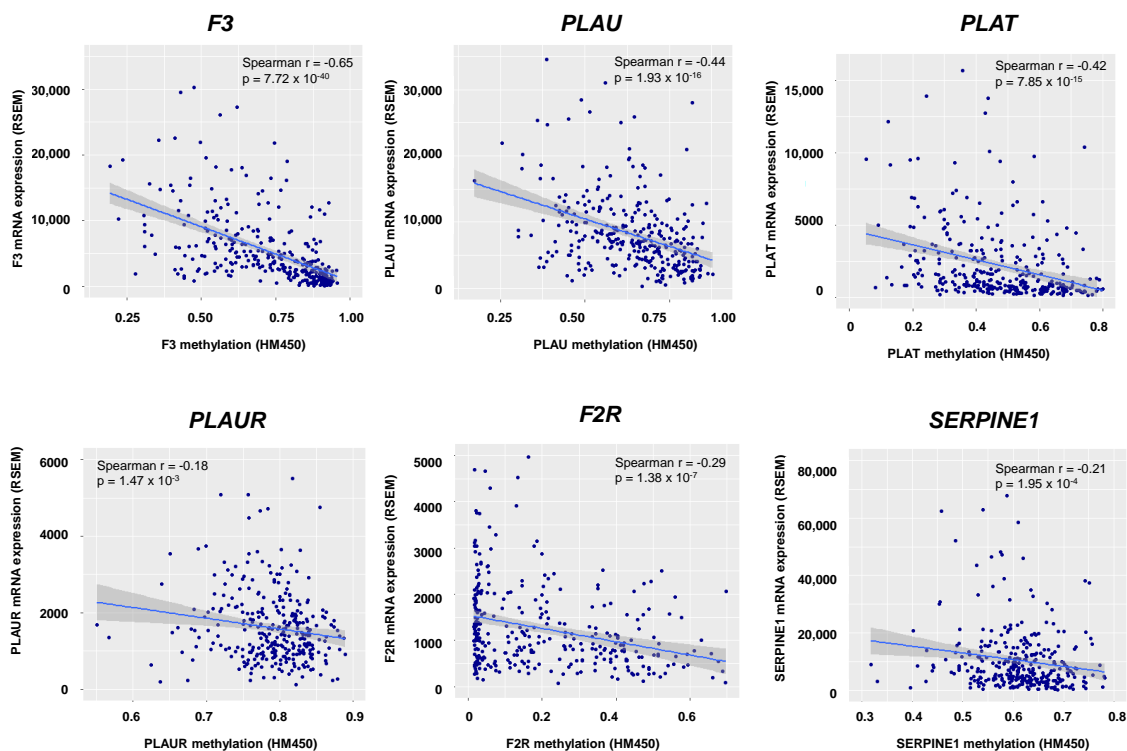 F3
Spearman r = -0.65
p = 7.72 x 10-40
F3 mRNA expression (RSEM)
30,000
20,000
10,000
0
0.25
0.50
0.75
1.00
F3 methylation (HM450)
PLAU
Spearman r = -0.44
p = 1.93 x 10-16
PLAU mRNA expression (RSEM)
30,000
20,000
10,000
0
0.25
0.50
0.75
1.00
PLAU methylation (HM450)
PLAT
Spearman r = -0.42
p = 7.85 x 10-15
PLAT mRNA expression (RSEM)
15,000
10,000
5000
0
0
0.2
0.4
0.6
0.8
PLAT methylation (HM450)
PLAUR
Spearman r = -0.18
p = 1.47 x 10-3
PLAUR mRNA expression (RSEM)
6000
4000
2000
0
0.6
0.7
0.8
0.9
PLAUR methylation (HM450)
F2R
Spearman r = -0.29
p = 1.38 x 10-7
F2R mRNA expression (RSEM)
5000
4000
3000
2000
1000
0
0
0.2
0.4
0.6
F2R methylation (HM450)
SERPINE1
Spearman r = -0.21
p = 1.95 x 10-4
SERPINE1 mRNA expression (RSEM)
80,000
60,000
40,000
20,000
0
0.3
0.4
0.5
0.6
0.7
0.8
SERPINE1 methylation (HM450)